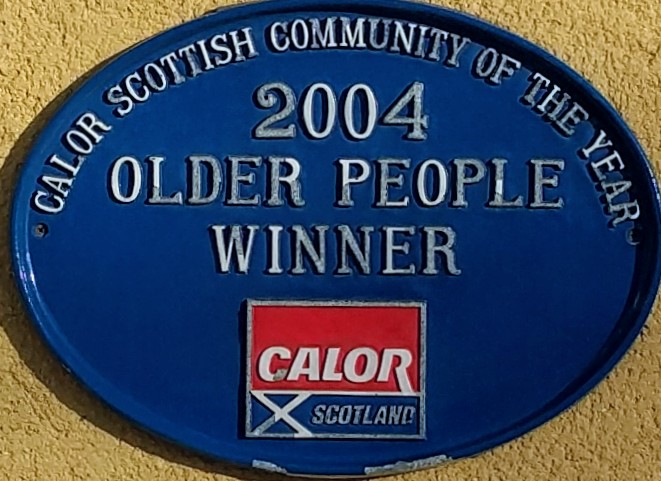 CALOR SCOTTISH COMMUNITY OF THE YEAR
2004
OLDER PEOPLE
WINNER
CALOR
SCOTLAND